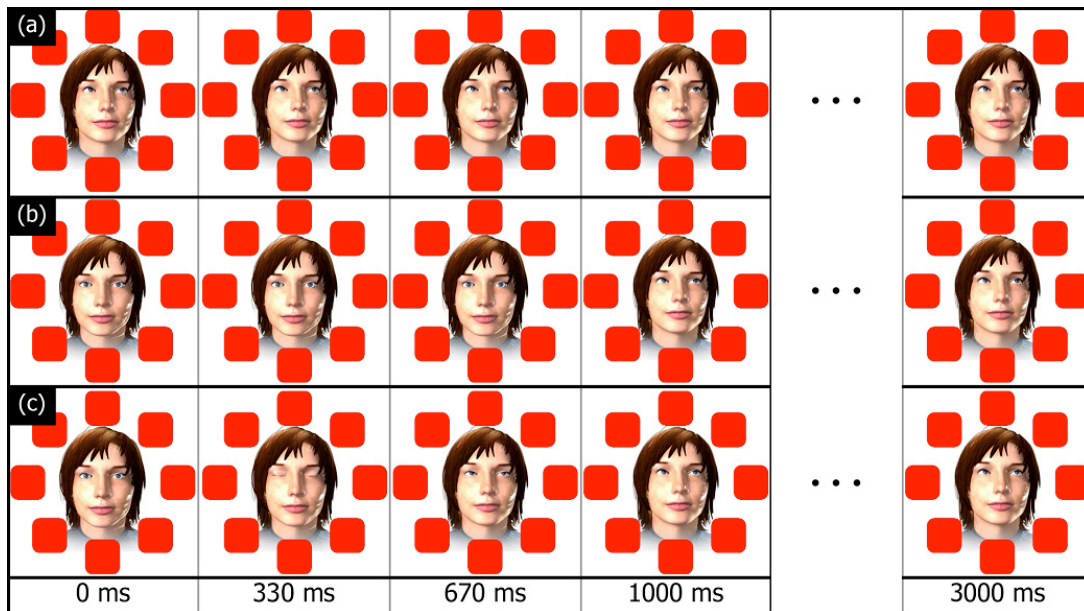 (a)
• • •
(b)
• • •
(c)
• • •
0 ms 330 ms 670 ms 1000 ms 3000 ms